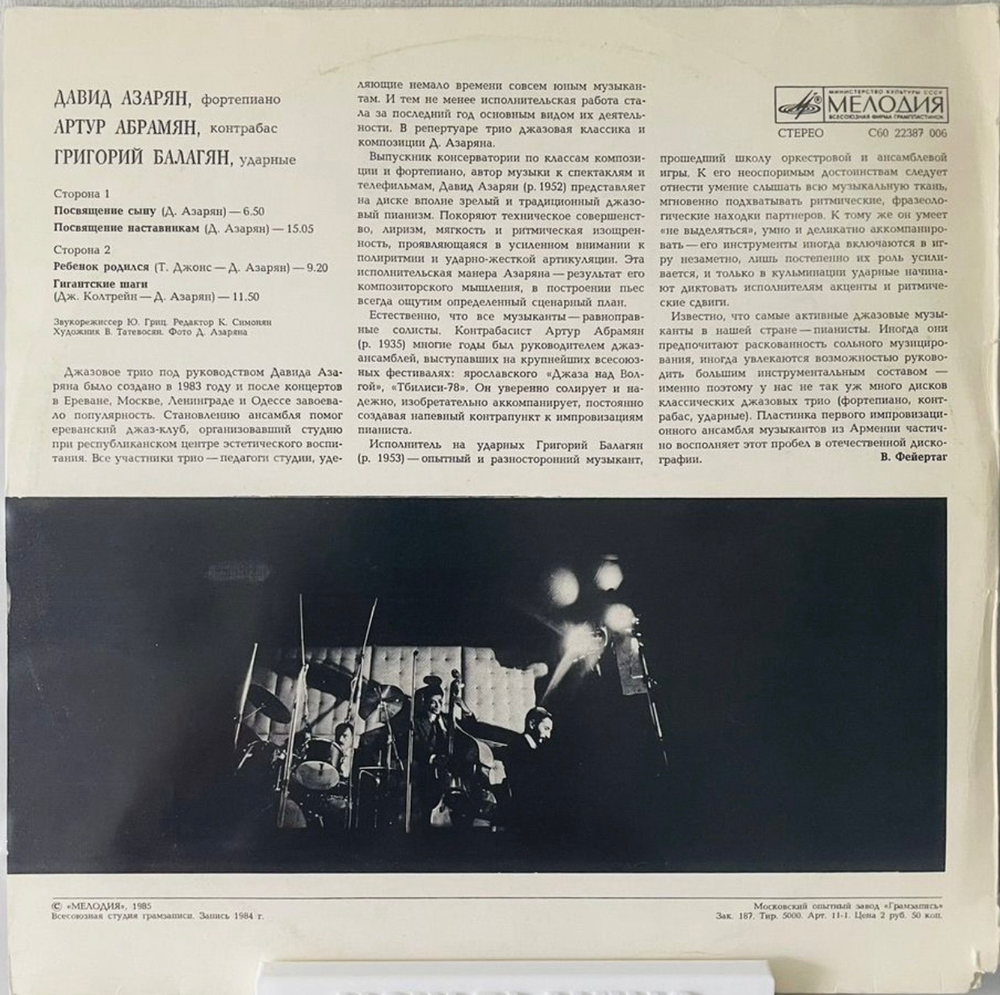 ДАВИД АЗАРЯН, фортепиано
АРТУР АБРАМЯН, контрабас
ГРИГОРИЙ БАЛАГЯН, ударные
Сторона 1
Посвящение сыну (Д. Азарян) — 6.50
Посвящение наставникам (Д. Азарян) — 15.05
Сторона 2
Ребенок родился (Т. Джонс — Д. Азарян) — 9.20
Гигантские шаги
(Дж. Колтрейн — Д. Азарян) — 11.50
Звукорежиссер Ю. Гриц. Редактор К. Симонян
Художник В. Татевосян. Фото Д. Азаряна
Джазовое трио под руководством Давида Аза-
ряна было создано в 1983 году и после концертов
в Ереване, Москве, Ленинграде и Одессе завоева-
ло популярность. Становлению ансамбля помог
ереванский джаз-клуб, организовавший студию
при республиканском центре эстетического воспи-
тания. Все участники трио — педагоги студии, уде-
ляющие немало времени совсем юным музыкан-
там. И тем не менее исполнительская работа ста-
ла за последний год основным видом их деятель-
ности. В репертуаре трио джазовая классика и
композиции Д. Азаряна.
Выпускник консерватории по классам компози-
ции и фортепиано, автор музыки к спектаклям и
телефильмам, Давид Азарян (р. 1952) представляет
на диске вполне зрелый и традиционный джазо-
вый пианизм. Покоряют техническое совершенст-
во, лиризм, мягкость и ритмическая изощрен-
ность, проявляющаяся в усиленном внимании к
полиритмии и ударно-жесткой артикуляции. Эта
исполнительская манера Азаряна — результат его
композиторского мышления, в построении пьес
всегда ощутим определенный сценарный план.
Естественно, что все музыканты — равноправ-
ные солисты. Контрабасист Артур Абрамян
(р. 1935) многие годы был руководителем джаз-
ансамблей, выступавших на крупнейших всесоюз-
ных фестивалях: ярославского «Джаза над Вол-
гой», «Тбилиси-78». Он уверенно солирует и на-
дежно, изобретательно аккомпанирует, постоянно
создавая напевный контрапункт к импровизациям
пианиста.
Исполнитель на ударных Григорий Балагян
(р. 1953) — опытный и разносторонний музыкант,
МИНИСТЕРСТВО КУЛЬТУРЫ СССР
МЕЛОДИЯ
ВСЕСОЮЗНАЯ ФИРМА ГРАМПЛАСТИНОК
СТЕРЕО С60 22387 006
прошедший школу оркестровой и ансамблевой
игры. К его неоспоримым достоинствам следует
отнести умение слышать всю музыкальную ткань,
мгновенно подхватывать ритмические, фразеоло-
гические находки партнеров. К тому же он умеет
«не выделяться», умно и деликатно аккомпаниро-
вать — его инструменты иногда включаются в иг-
ру незаметно, лишь постепенно их роль усили-
вается, и только в кульминации ударные начина-
ют диктовать исполнителям акценты и ритмиче-
ские сдвиги.
Известно, что самые активные джазовые музы-
канты в нашей стране — пианисты. Иногда они
предпочитают раскованность сольного музициро-
вания, иногда увлекаются возможностью руково-
дить большим инструментальным составом —
именно поэтому у нас не так уж много дисков
классических джазовых трио (фортепиано, конт-
рабас, ударные). Пластинка первого импровизаци-
онного ансамбля музыкантов из Армении частич-
но восполняет этот пробел в отечественной диско-
графии.
В. Фейертаг
© «МЕЛОДИЯ», 1985
Всесоюзная студия грамзаписи. Запись 1984 г.
Московский опытный завод «Грамзапись»
Зак. 187. Тир. 5000. Арт. 11-1. Цена 2 руб. 50 коп.